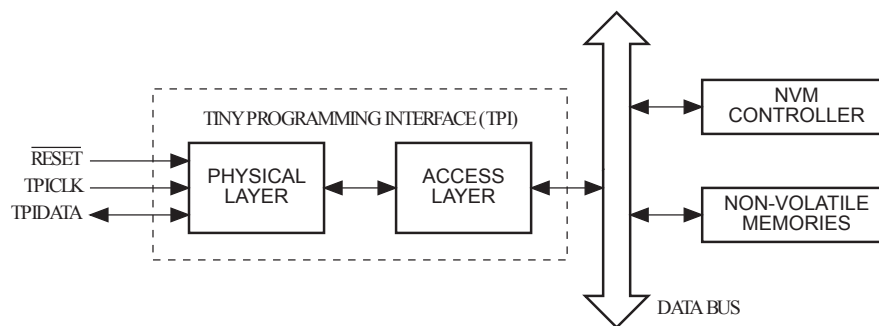 TINY PROGRAMMING INTERFACE (TPI)
RESET
TPICLK
TPIDATA
PHYSICAL
LAYER
ACCESS
LAYER
NVM
CONTROLLER
NON-VOLATILE
MEMORIES
DATA BUS